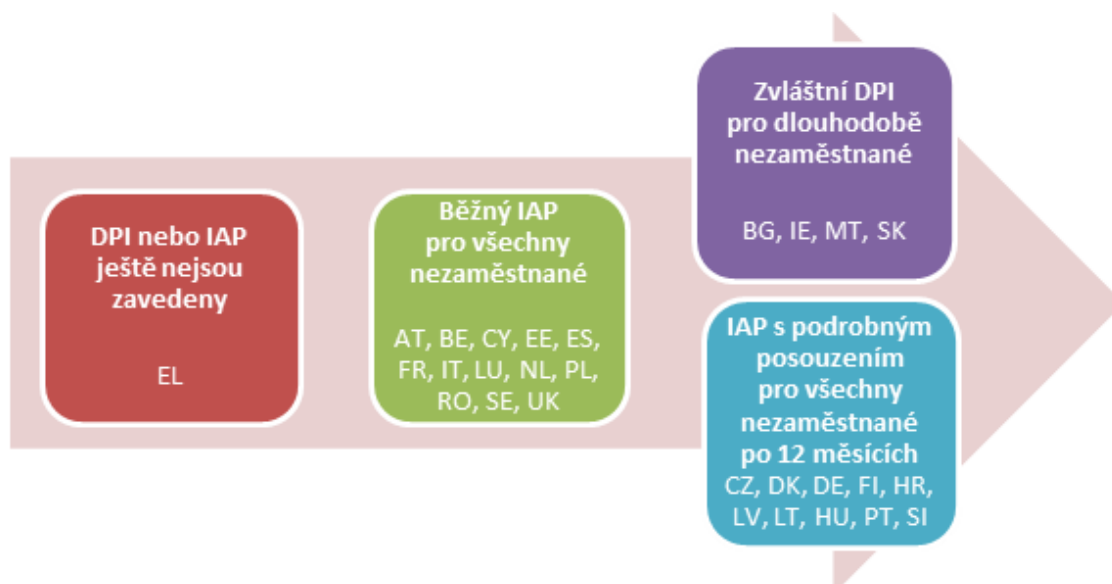 DPI nebo IAP
ještě nejsou
zavedeny
EL
Běžný IAP
pro všechny
nezaměstnané
AT, BE, CY, EE, ES,
FR, IT, LU, NL, PL,
RO, SE, UK
Zvláštní DPI
pro dlouhodobě
nezaměstnané
BG, IE, MT, SK
IAP s podrobným
posouzením
pro všechny
nezaměstnané
po 12 měsících
CZ, DK, DE, FI, HR,
LV, LT, HU, PT, SI